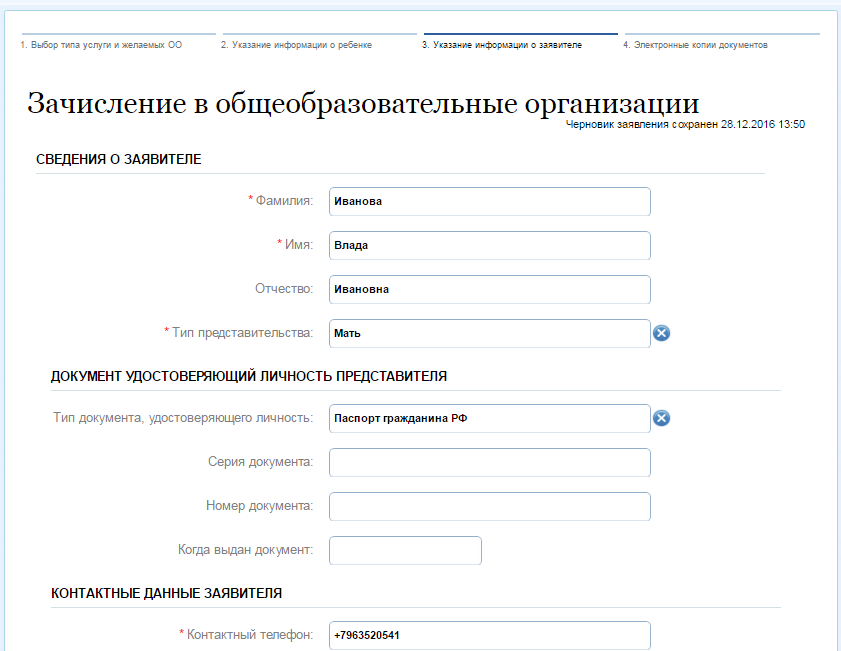 1. Выбор типа услуги и желаемых ОО 2. Указание информации о ребенке 3. Указание информации о заявителе 4. Электронные копии документов
Зачисление в общеобразовательные организации
Черновик заявления сохранен 28.12.2016 13:50
СВЕДЕНИЯ О ЗАЯВИТЕЛЕ
* Фамилия: Иванова
* Имя: Влада
Отчество: Ивановна
* Тип представительства: Мать
ДОКУМЕНТ УДОСТОВЕРЯЮЩИЙ ЛИЧНОСТЬ ПРЕДСТАВИТЕЛЯ
Тип документа, удостоверяющего личность: Паспорт гражданина РФ
Серия документа:
Номер документа:
Когда выдан документ:
КОНТАКТНЫЕ ДАННЫЕ ЗАЯВИТЕЛЯ
* Контактный телефон: +7963520541